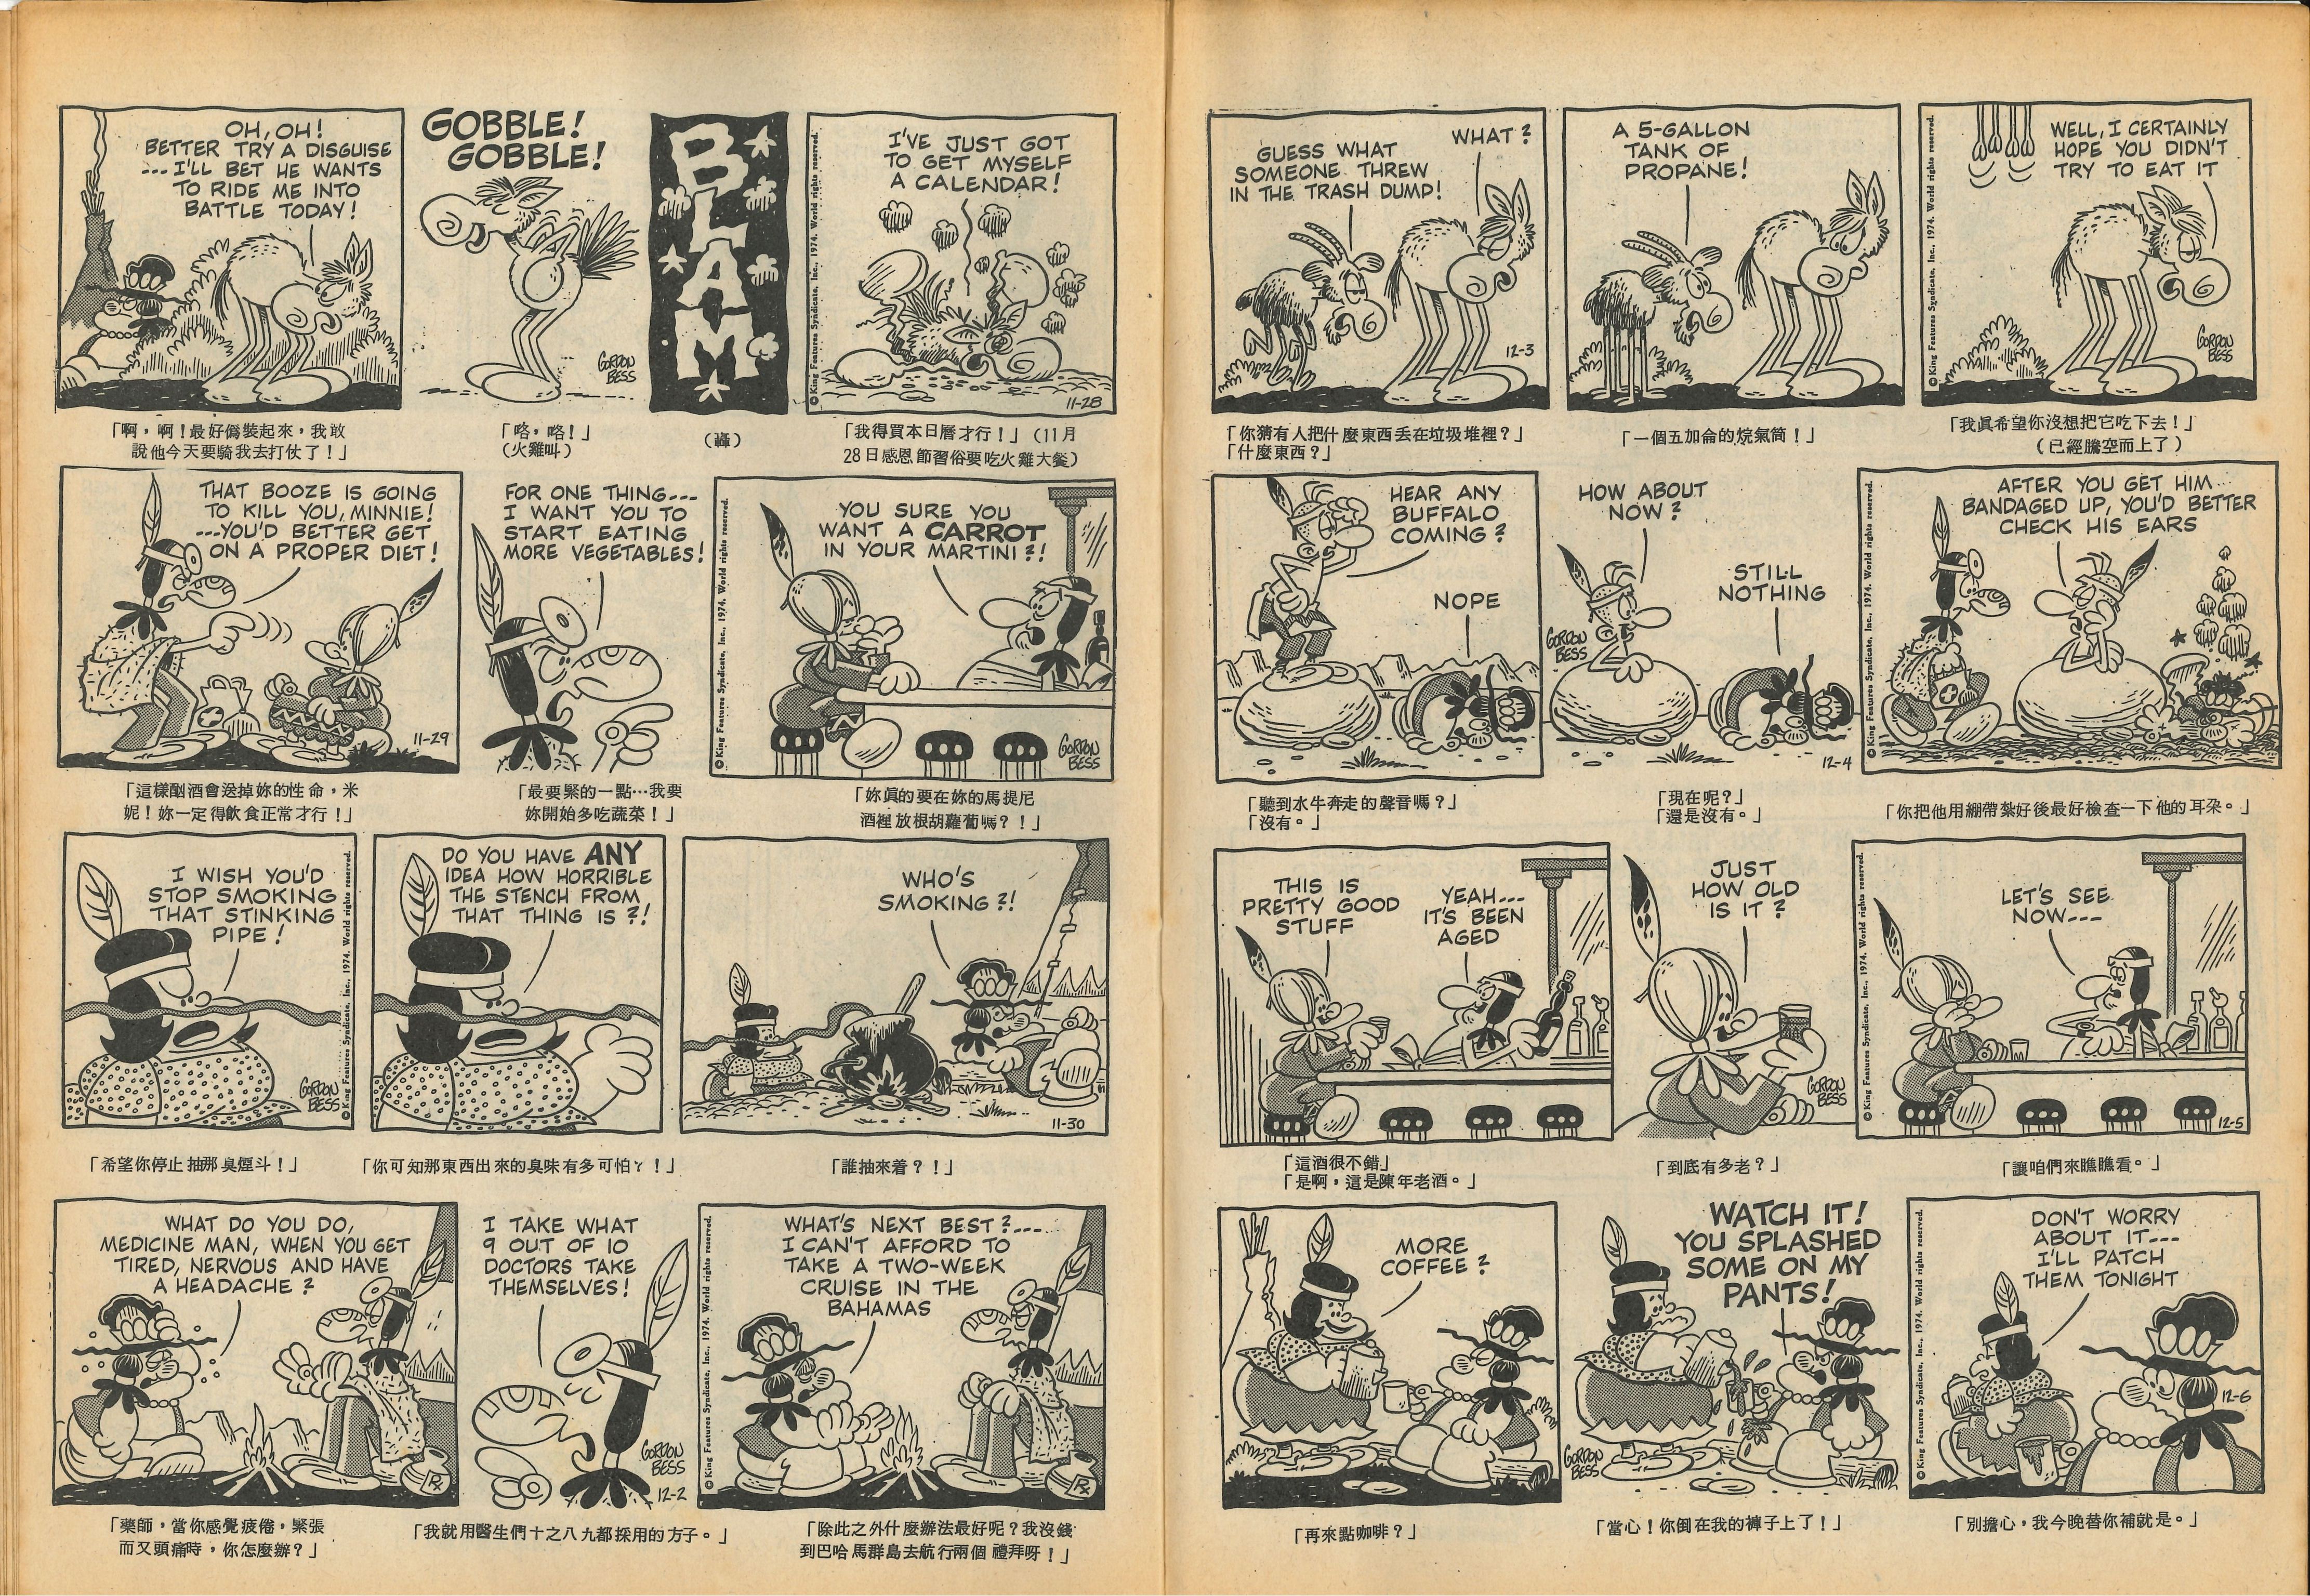 OH, OH!
BETTER TRY A DISGUISE
...I'LL BET HE WANTS
TO RIDE ME INTO
BATTLE TODAY!
GOBBLE!
GOBBLE!
GORDON
BESS
BLAM
© King Features Syndicate, Inc., 1974. World rights reserved.
I'VE JUST GOT
TO GET MYSELF
A CALENDAR!
11-28
「啊，啊！最好僞裝起來，我敢
說他今天要騎我去打仗了！」
「咯，咯！」
（火雞叫）
（轟）
「我得買本日曆才行！」（11月
28日感恩節習俗要吃火雞大餐）
THAT BOOZE IS GOING
TO KILL YOU, MINNIE!
---YOU'D BETTER GET
ON A PROPER DIET!
11-29
FOR ONE THING---
I WANT YOU TO
START EATING
MORE VEGETABLES!
© King Features Syndicate, Inc., 1974. World rights reserved.
YOU SURE YOU
WANT A CARROT
IN YOUR MARTINI?!
GORDON
BESS
「這樣酗酒會送掉妳的性命，米
妮！妳一定得飲食正常才行！」
「最要緊的一點…我要
妳開始多吃蔬菜！」
「妳眞的要在妳的馬提尼
酒裡放根胡蘿蔔嗎？！」
I WISH YOU'D
STOP SMOKING
THAT STINKING
PIPE!
GORDON
BESS
© King Features Syndicate, Inc., 1974. World rights reserved.
DO YOU HAVE ANY
IDEA HOW HORRIBLE
THE STENCH FROM
THAT THING IS?!
WHO'S
SMOKING?!
11-30
「希望你停止抽那臭煙斗！」
「你可知那東西出來的臭味有多可怕丫！」
「誰抽來着？！」
WHAT DO YOU DO,
MEDICINE MAN, WHEN YOU GET
TIRED, NERVOUS AND HAVE
A HEADACHE?
I TAKE WHAT
9 OUT OF 10
DOCTORS TAKE
THEMSELVES!
GORDON
BESS
12-2
© King Features Syndicate, Inc., 1974. World rights reserved.
WHAT'S NEXT BEST?...
I CAN'T AFFORD TO
TAKE A TWO-WEEK
CRUISE IN THE
BAHAMAS
「藥師，當你感覺疲倦，緊張
而又頭痛時，你怎麼辦？」
「我就用醫生們十之八九都採用的方子。」
「除此之外什麼辦法最好呢？我沒錢
到巴哈馬群島去航行兩個禮拜呀！」
GUESS WHAT
SOMEONE THREW
IN THE TRASH DUMP!
WHAT?
12-3
A 5-GALLON
TANK OF
PROPANE!
© King Features Syndicate, Inc., 1974. World rights reserved.
WELL, I CERTAINLY
HOPE YOU DIDN'T
TRY TO EAT IT
GORDON
BESS
「你猜有人把什麼東西丢在垃圾堆裡？」
「什麼東西？」
「一個五加侖的烷氣筒！」
「我眞希望你沒想把它吃下去！」
（已經騰空而上了）
HEAR ANY
BUFFALO
COMING?
NOPE
HOW ABOUT
NOW?
GORDON
BESS
STILL
NOTHING
12-4
© King Features Syndicate, Inc., 1974. World rights reserved.
AFTER YOU GET HIM
BANDAGED UP, YOU'D BETTER
CHECK HIS EARS
「聽到水牛奔走的聲音嗎？」
「沒有。」
「現在呢？」
「還是沒有。」
「你把他用綳帶紮好後最好檢查一下他的耳朶。」
THIS IS
PRETTY GOOD
STUFF
YEAH---
IT'S BEEN
AGED
JUST
HOW OLD
IS IT?
GORDON
BESS
© King Features Syndicate, Inc., 1974. World rights reserved.
LET'S SEE
NOW---
12-5
「這酒很不錯」
「是啊，這是陳年老酒。」
「到底有多老？」
「讓咱們來瞧瞧看。」
MORE
COFFEE?
WATCH IT!
YOU SPLASHED
SOME ON MY
PANTS!
GORDON
BESS
© King Features Syndicate, Inc., 1974. World rights reserved.
DON'T WORRY
ABOUT IT---
I'LL PATCH
THEM TONIGHT
12-6
「再來點咖啡？」
「當心！你倒在我的褲子上了！」
「別擔心，我今晚替你補就是。」